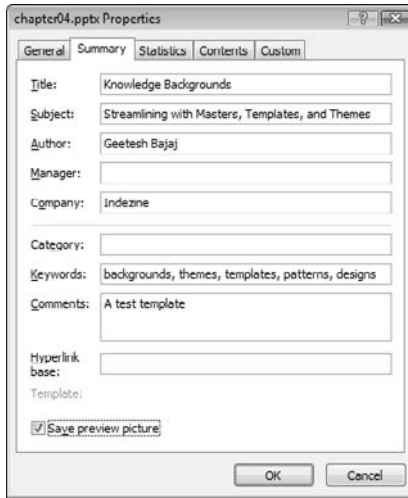 chapter04.pptx Properties
General Summary Statistics Contents Custom
Title: Knowledge Backgrounds
Subject: Streamlining with Masters, Templates, and Themes
Author: Geetesh Bajaj
Manager:
Company: Indezine
Category:
Keywords: backgrounds, themes, templates, patterns, designs
Comments: A test template
Hyperlink
base:
Template:
Save preview picture
OK Cancel